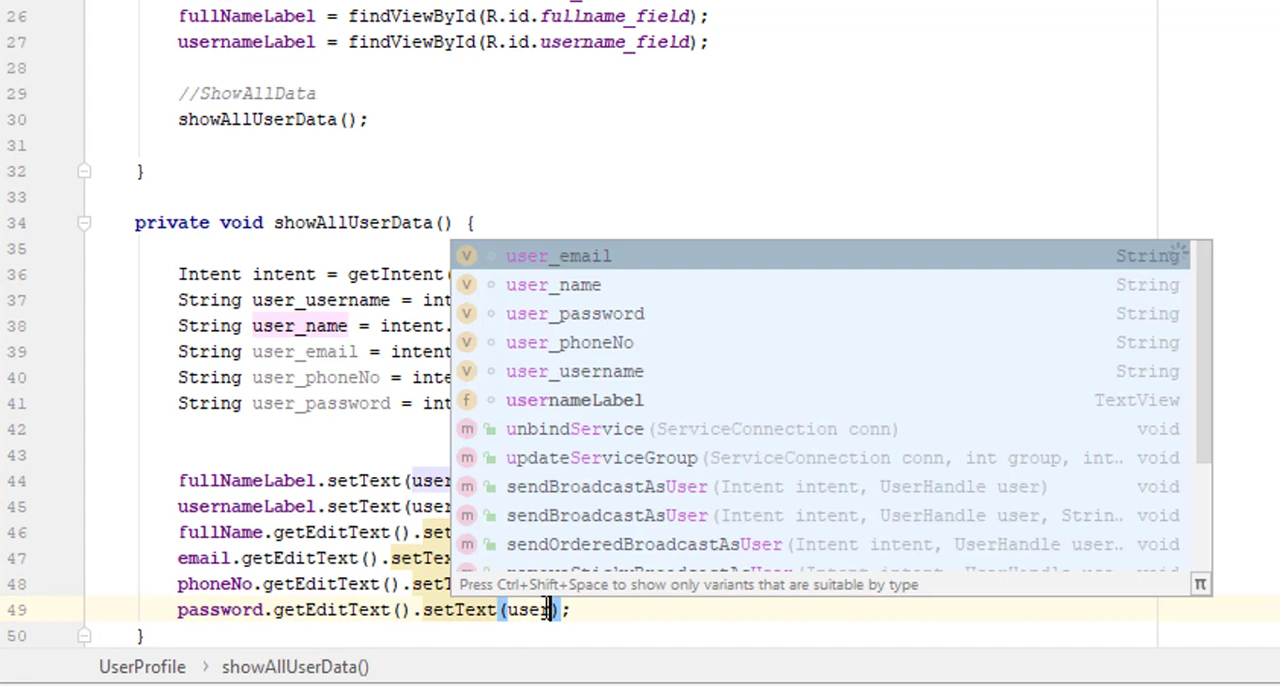 26 fullNameLabel = findViewById(R.id.fullname_field);
27 usernameLabel = findViewById(R.id.username_field);
28
29 //ShowAllData
30 showAllUserData();
31
32 }
33
34 private void showAllUserData() {
35
36 Intent intent = getIntent(
37 String user_username = int
38 String user_name = intent.
39 String user_email = intent
40 String user_phoneNo = inte
41 String user_password = int
42
43
44 fullNameLabel.setText(user
45 usernameLabel.setText(user
46 fullName.getEditText().set
47 email.getEditText().setTex
48 phoneNo.getEditText().setT
49 password.getEditText().setText(user);
50 }
v user_email String
v user_name String
v user_password String
v user_phoneNo String
v user_username String
f usernameLabel TextView
m unbindService(ServiceConnection conn) void
m updateServiceGroup(ServiceConnection conn, int group, int.. void
m sendBroadcastAsUser(Intent intent, UserHandle user) void
m sendBroadcastAsUser(Intent intent, UserHandle user, Strin.. void
m sendOrderedBroadcastAsUser(Intent intent, UserHandle user.. void
Press Ctrl+Shift+Space to show only variants that are suitable by type π
UserProfile > showAllUserData()